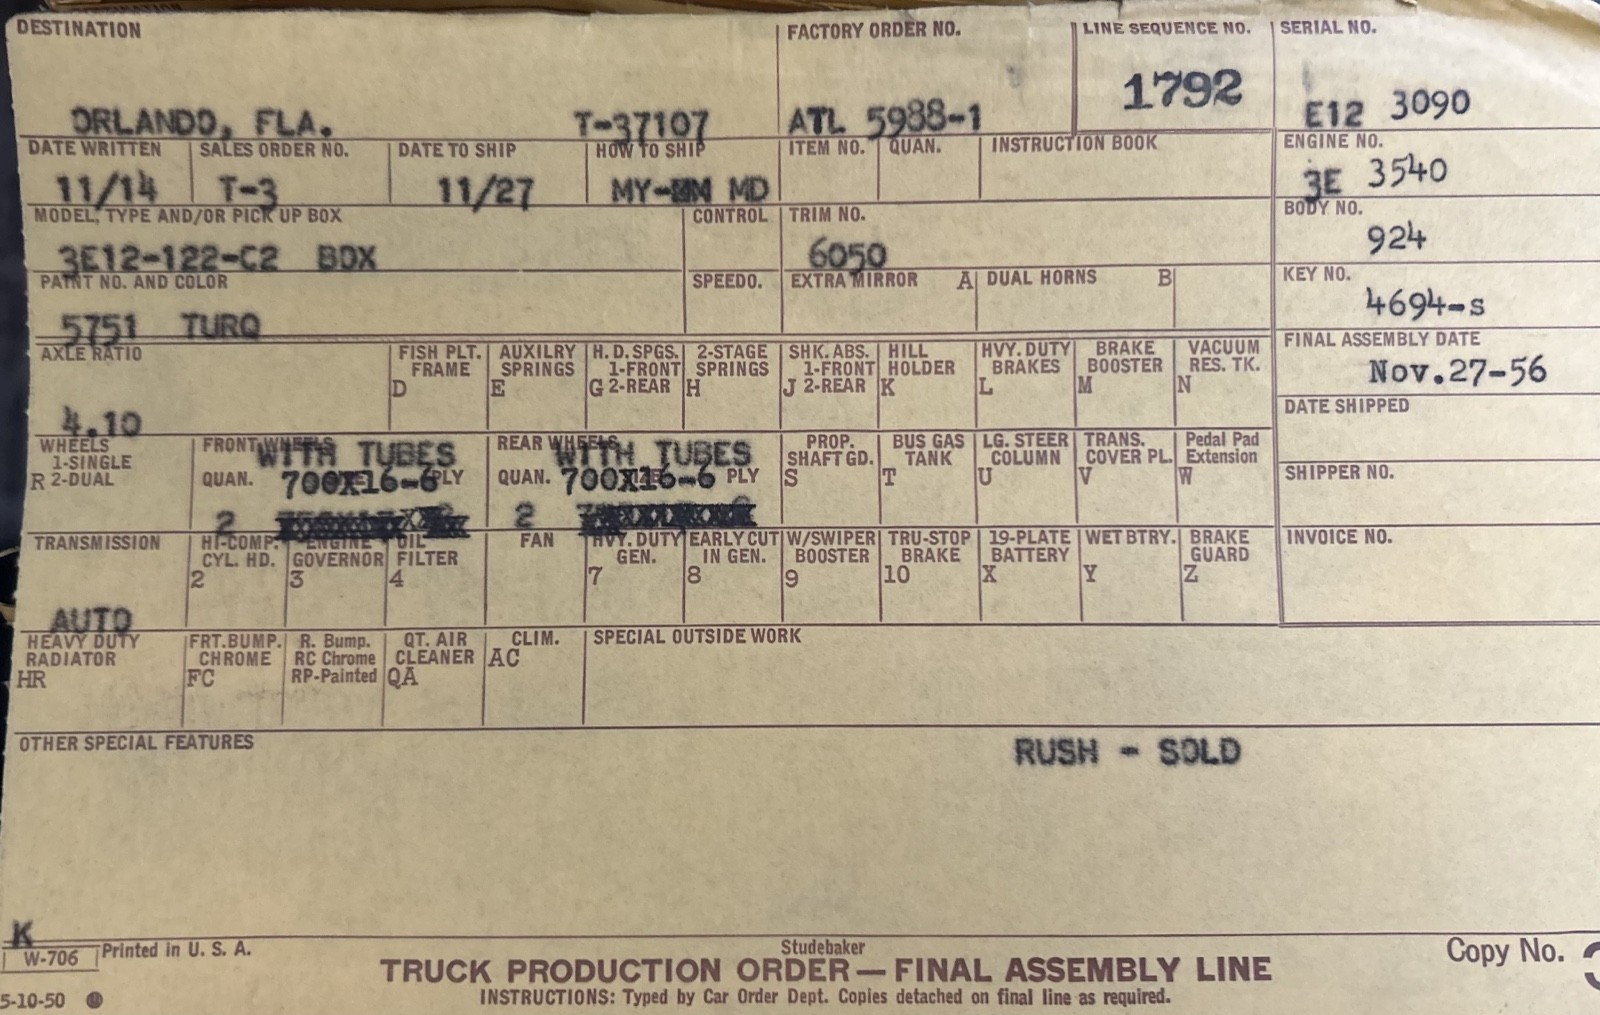 DESTINATION FACTORY ORDER NO. LINE SEQUENCE NO. SERIAL NO.
1792
ORLANDO, FLA. T-37107 ATL 5988-1 E12 3090
DATE WRITTEN SALES ORDER NO. DATE TO SHIP HOW TO SHIP ITEM NO. QUAN. INSTRUCTION BOOK ENGINE NO.
11/14 T-3 11/27 MY- MD 3E 3540
MODEL, TYPE AND/OR PICK UP BOX CONTROL TRIM NO. BODY NO.
3E12-122-C2 BOX 6050 924
PAINT NO. AND COLOR SPEEDO. EXTRA MIRROR A DUAL HORNS B KEY NO.
5751 TURQ 4694-s
AXLE RATIO FISH PLT. AUXILRY H.D. SPGS. 2-STAGE SHK. ABS. HILL HVY. DUTY BRAKE VACUUM FINAL ASSEMBLY DATE
FRAME SPRINGS 1-FRONT SPRINGS 1-FRONT HOLDER BRAKES BOOSTER RES. TK.
D E G 2-REAR H J 2-REAR K L M N Nov.27-56
4.10 DATE SHIPPED
WHEELS FRONT WHEELS WITH TUBES REAR WHEELS WITH TUBES PROP. BUS GAS LG. STEER TRANS. Pedal Pad
1-SINGLE SHAFT GD. TANK COLUMN COVER PL. Extension
R 2-DUAL QUAN. 700X16-6 PLY QUAN. 700X16-6 PLY S T U V W SHIPPER NO.
2 2
TRANSMISSION HI-COMP. ENGINE OIL FAN HVY. DUTY EARLY CUT W/SWIPER TRU-STOP 19-PLATE WET BTRY. BRAKE INVOICE NO.
CYL. HD. GOVERNOR FILTER GEN. IN GEN. BOOSTER BRAKE BATTERY GUARD
2 3 4 7 8 9 10 X Y Z
AUTO
HEAVY DUTY FRT.BUMP. R. Bump. QT. AIR CLIM. SPECIAL OUTSIDE WORK
RADIATOR CHROME RC Chrome CLEANER AC
HR FC RP-Painted QA
OTHER SPECIAL FEATURES RUSH - SOLD
K
W-706 Printed in U. S. A. Studebaker Copy No.
TRUCK PRODUCTION ORDER—FINAL ASSEMBLY LINE
5-10-50 INSTRUCTIONS: Typed by Car Order Dept. Copies detached on final line as required.